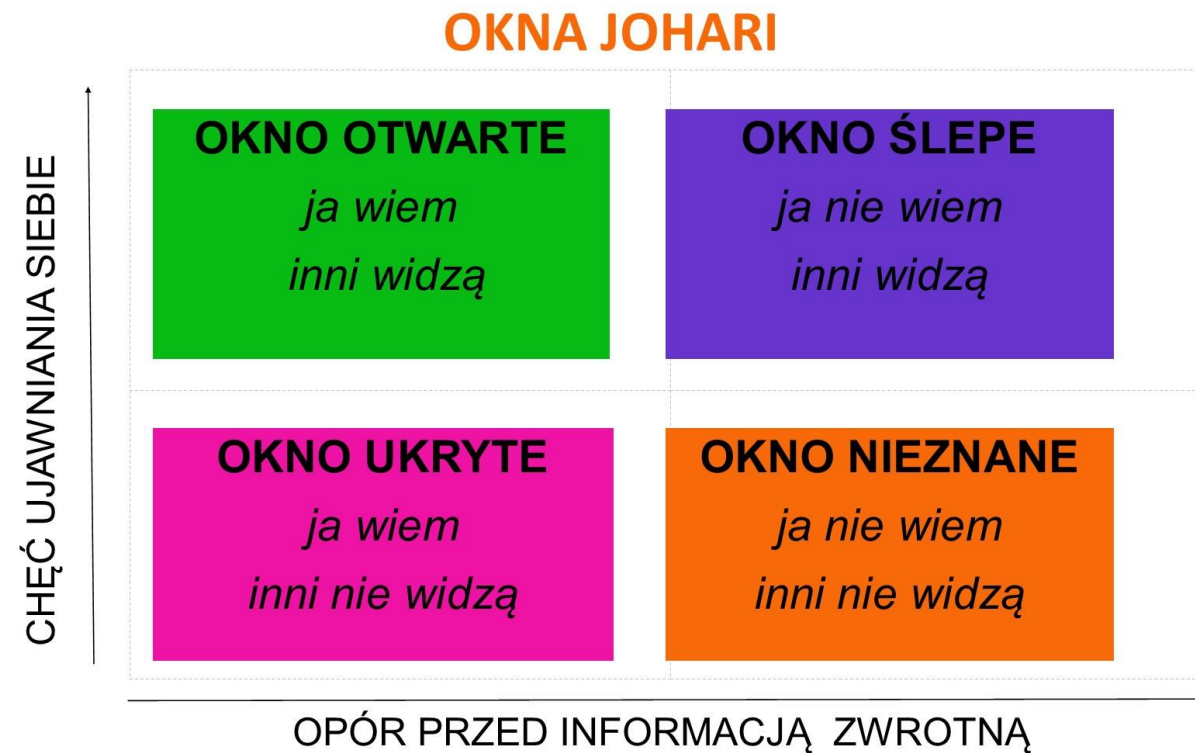 OKNA JOHARI
CHĘĆ UJAWNIANIA SIEBIE
OKNO OTWARTE
ja wiem
inni widzą
OKNO ŚLEPE
ja nie wiem
inni widzą
OKNO UKRYTE
ja wiem
inni nie widzą
OKNO NIEZNANE
ja nie wiem
inni nie widzą
OPÓR PRZED INFORMACJĄ ZWROTNĄ